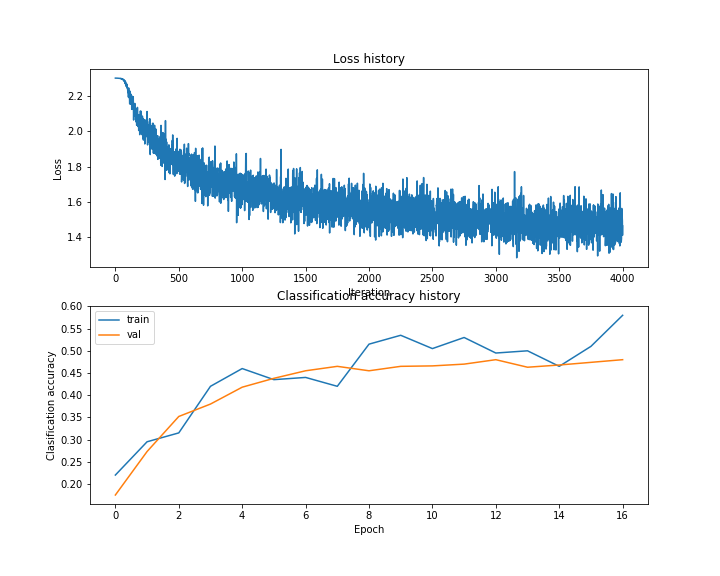 Loss history
2.2
2.0
1.8
1.6
1.4
Loss
0 500 1000 1500 2000 2500 3000 3500 4000
Iteration
Classification accuracy history
0.60
0.55
0.50
0.45
0.40
0.35
0.30
0.25
0.20
Clasification accuracy
train
val
0 2 4 6 8 10 12 14 16
Epoch